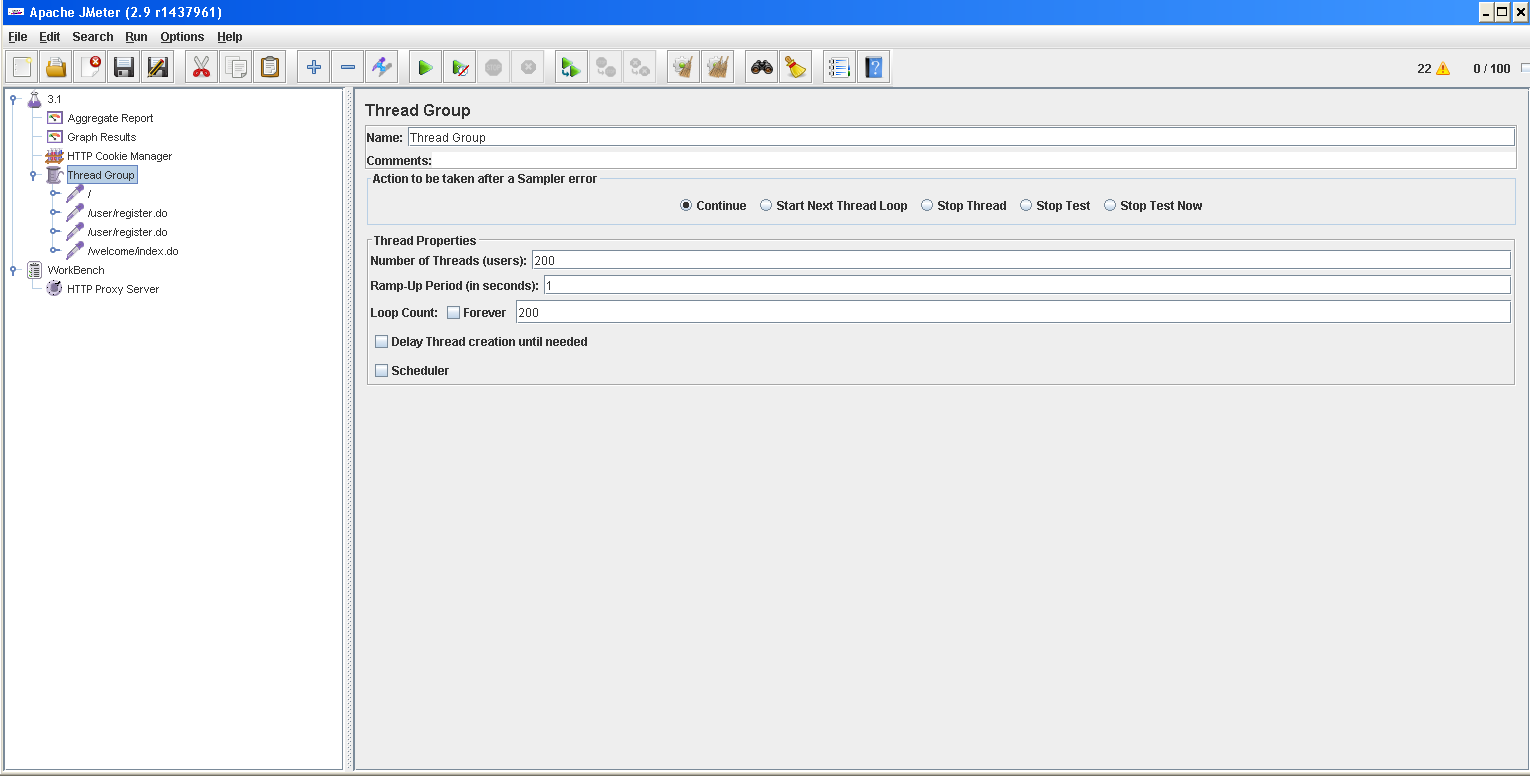 Apache JMeter (2.9 r1437961)
File Edit Search Run Options Help
22 0 / 100
3.1
Aggregate Report
Graph Results
HTTP Cookie Manager
Thread Group
/
/user/register.do
/user/register.do
/welcome/index.do
WorkBench
HTTP Proxy Server
Thread Group
Name: Thread Group
Comments:
Action to be taken after a Sampler error
Continue Start Next Thread Loop Stop Thread Stop Test Stop Test Now
Thread Properties
Number of Threads (users): 200
Ramp-Up Period (in seconds): 1
Loop Count: Forever 200
Delay Thread creation until needed
Scheduler